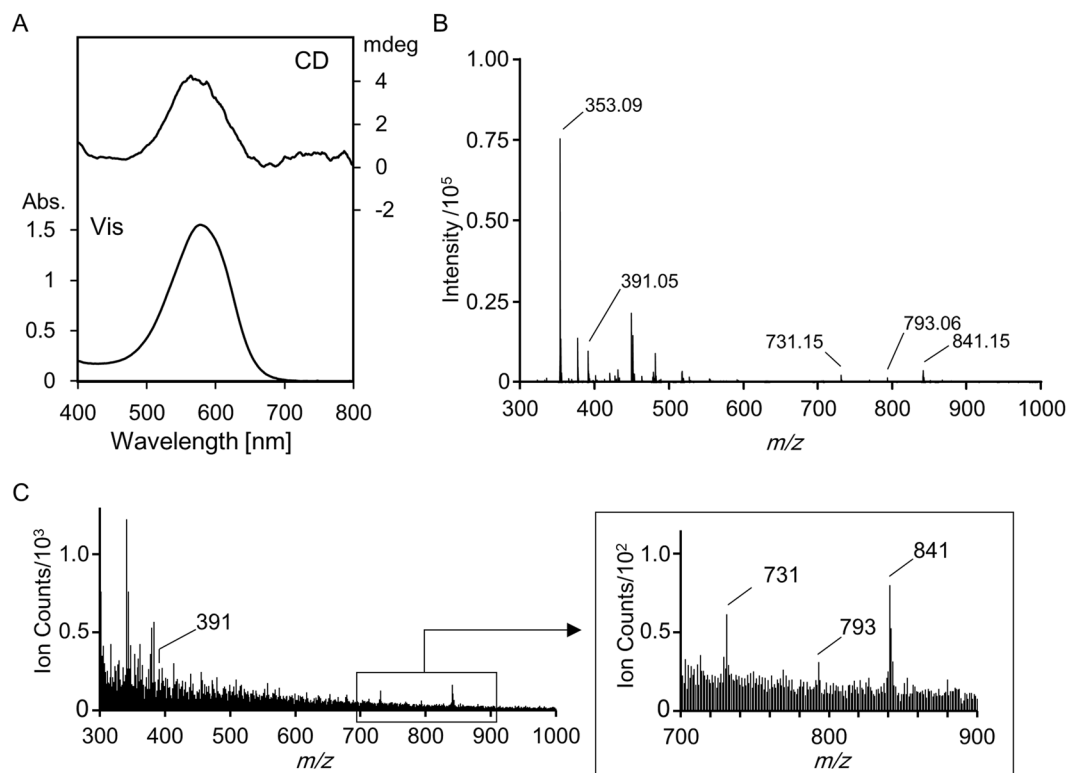 A
CD
mdeg
4
2
0
-2
Abs.
1.5
1
0.5
0
Vis
400 500 600 700 800
Wavelength [nm]
B
Intensity /10⁵
1.00
0.75
0.50
0.25
0
353.09
391.05
731.15
793.06
841.15
300 400 500 600 700 800 900 1000
m/z
C
Ion Counts/10³
1.0
0.5
0
391
300 400 500 600 700 800 900 1000
m/z
Ion Counts/10²
1.0
0.5
0
731
793
841
700 800 900
m/z